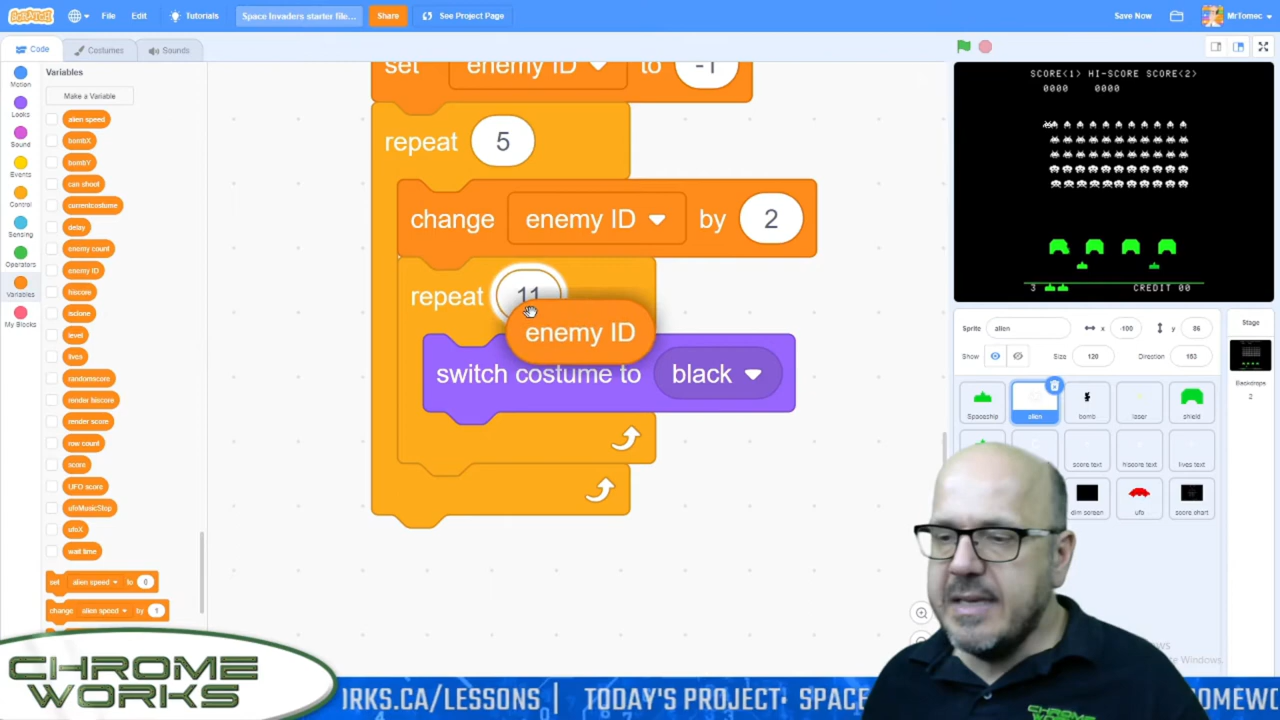 SCRATCH
File
Edit
Tutorials
Space Invaders starter file...
Share
See Project Page
Save Now
MrTomec
Code
Costumes
Sounds
Motion
Looks
Sound
Events
Control
Sensing
Operators
Variables
My Blocks
Variables
Make a Variable
alien speed
bombX
bombY
can shoot
currentcostume
delay
enemy count
enemy ID
hiscore
isclone
level
lives
randomscore
render hiscore
render score
row count
score
UFO score
ufoMusicStop
ufoX
wait time
set alien speed to 0
change alien speed by 1
set enemy ID to -1
repeat 5
change enemy ID by 2
repeat 11
enemy ID
switch costume to black
SCORE<1> HI-SCORE SCORE<2>
0000 0000
3 CREDIT 00
Sprite alien x -100 y 86
Show Size 120 Direction 153
Stage
Backdrops
2
Spaceship
alien
bomb
laser
shield
score text
hiscore text
lives text
dim screen
ufo
score chart
Windows.
CHROME
WORKS
RKS.CA/LESSONS | TODAY'S PROJECT: SPACE
OMEWO
CHROME